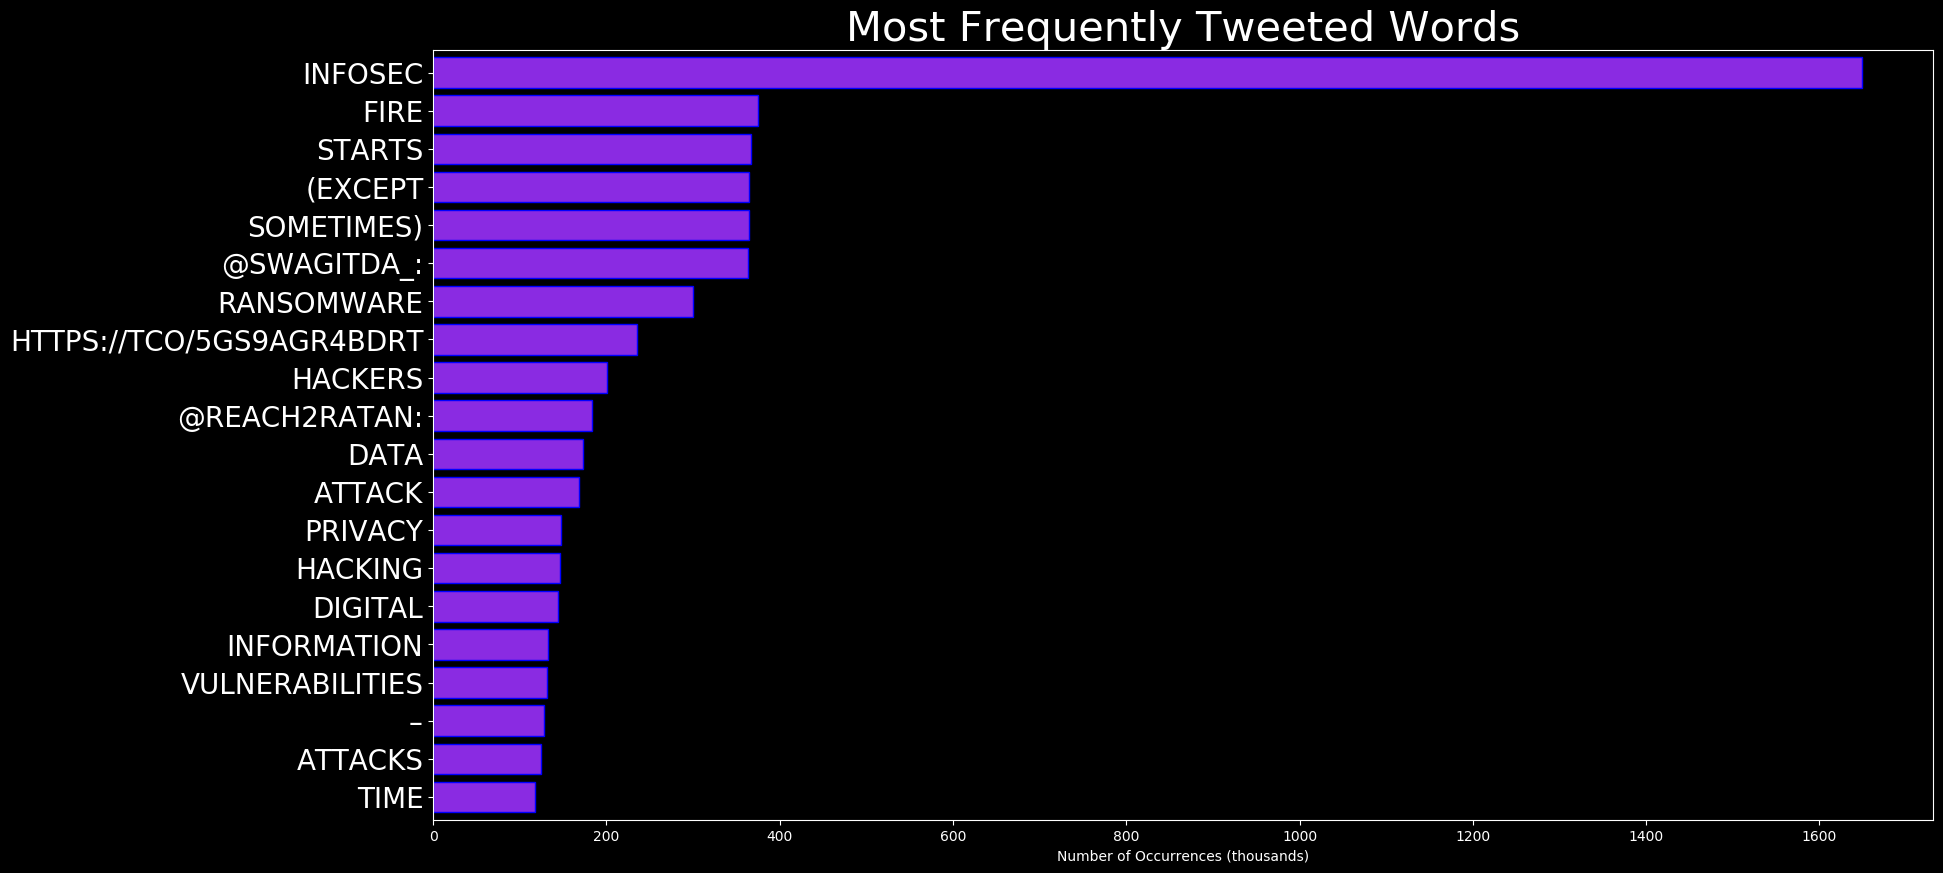 Most Frequently Tweeted Words
INFOSEC
FIRE
STARTS
(EXCEPT
SOMETIMES)
@SWAGITDA_:
RANSOMWARE
HTTPS://TCO/5GS9AGR4BDRT
HACKERS
@REACH2RATAN:
DATA
ATTACK
PRIVACY
HACKING
DIGITAL
INFORMATION
VULNERABILITIES
–
ATTACKS
TIME
0 200 400 600 800 1000 1200 1400 1600
Number of Occurrences (thousands)